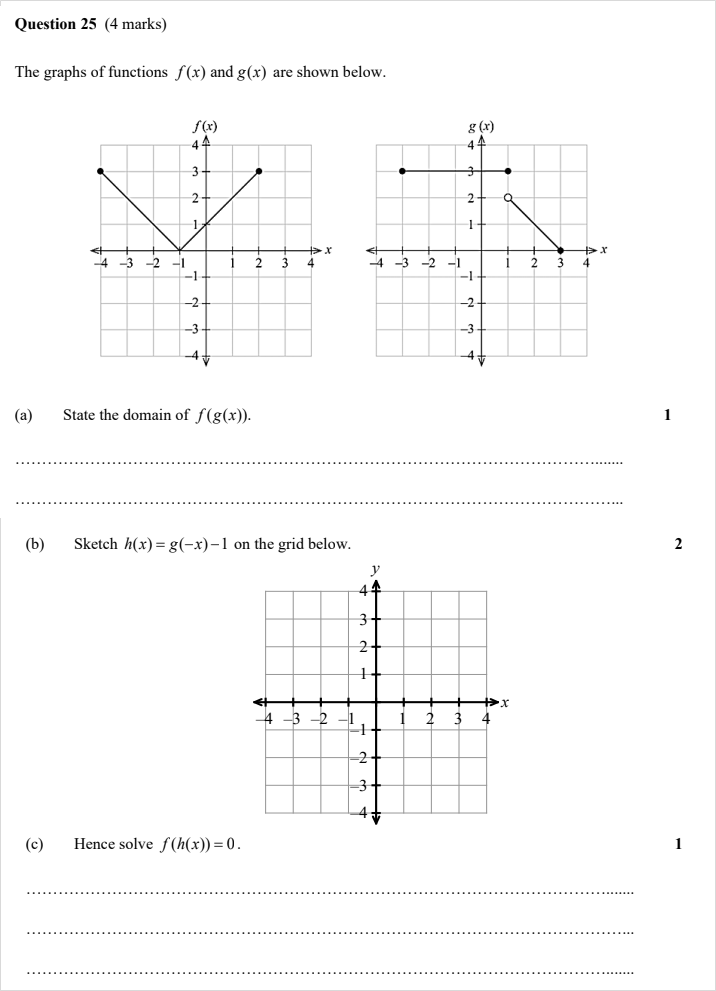 Question 25 (4 marks)
The graphs of functions f(x) and g(x) are shown below.
f(x)
4
3
2
1
–4 –3 –2 –1 1 2 3 4 x
–1
–2
–3
–4
g(x)
4
3
2
1
–4 –3 –2 –1 1 2 3 4 x
–1
–2
–3
–4
(a) State the domain of f(g(x)). 1
(b) Sketch h(x) = g(−x) − 1 on the grid below. 2
y
4
3
2
1
–4 –3 –2 –1 1 2 3 4 x
–1
–2
–3
–4
(c) Hence solve f(h(x)) = 0. 1